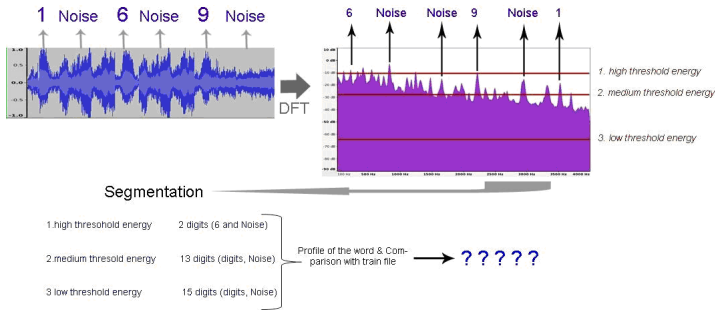 1 Noise 6 Noise 9 Noise
6 Noise Noise 9 Noise 1
1. high threshold energy
2. medium threshold energy
3. low threshold energy
DFT
Segmentation
1.high thresohold energy 2 digits (6 and Noise)
2.medium thresold energy 13 digits (digits, Noise)
3 low threshold energy 15 digits (digits, Noise)
Profile of the word & Com-
parison with train file
? ? ? ? ?